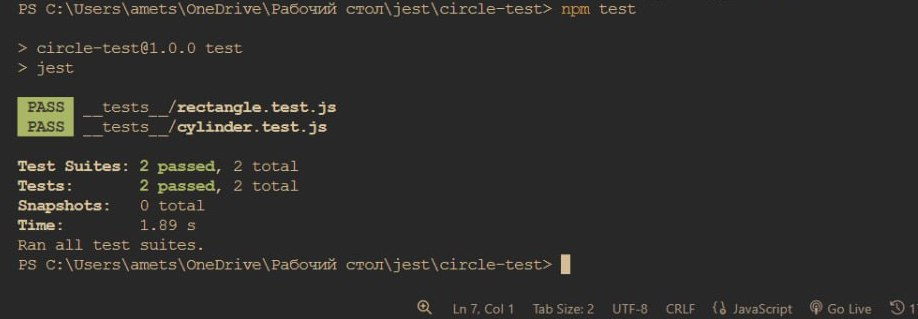 PS C:\Users\amets\OneDrive\Рабочий стол\jest\circle-test> npm test
> circle-test@1.0.0 test
> jest
PASS __tests__/rectangle.test.js
PASS __tests__/cylinder.test.js
Test Suites: 2 passed, 2 total
Tests: 2 passed, 2 total
Snapshots: 0 total
Time: 1.89 s
Ran all test suites.
PS C:\Users\amets\OneDrive\Рабочий стол\jest\circle-test>
Ln 7, Col 1 Tab Size: 2 UTF-8 CRLF JavaScript Go Live